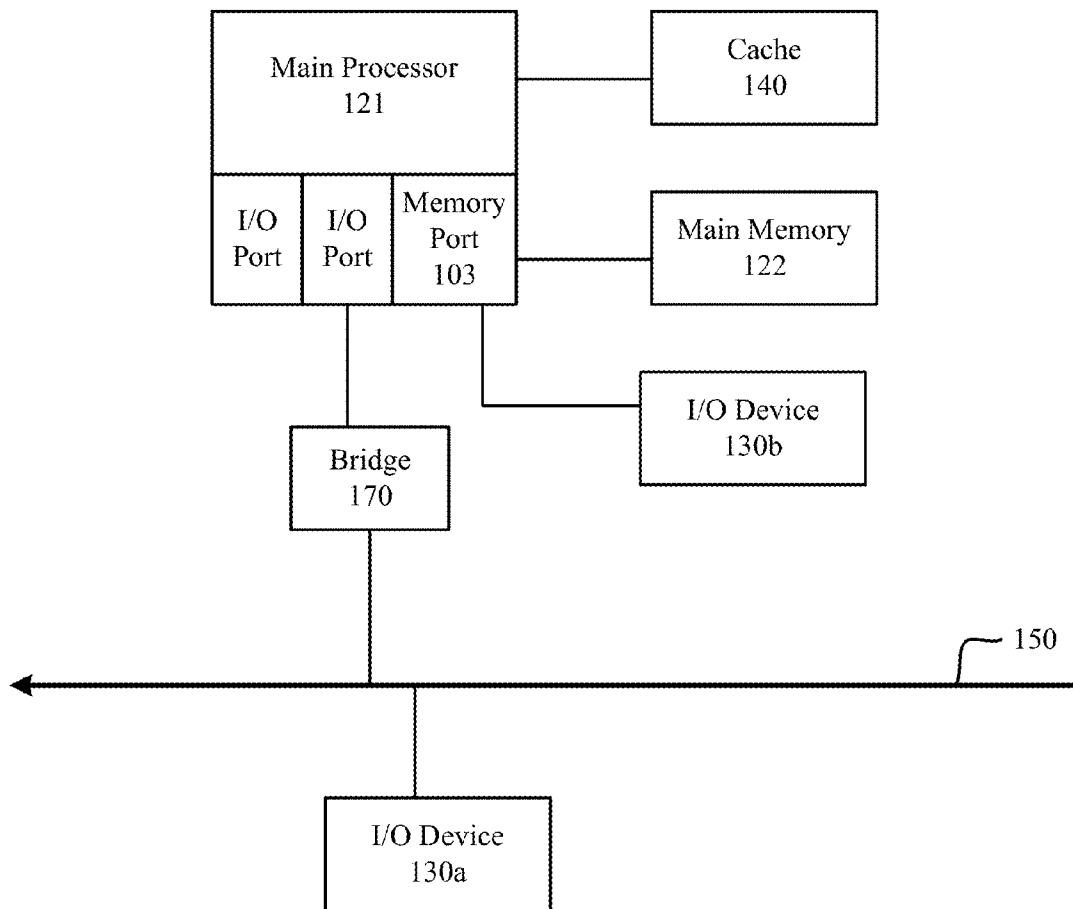 Main Processor
121
Cache
140
I/O
Port
I/O
Port
Memory
Port
103
Main Memory
122
I/O Device
130b
Bridge
170
150
I/O Device
130a